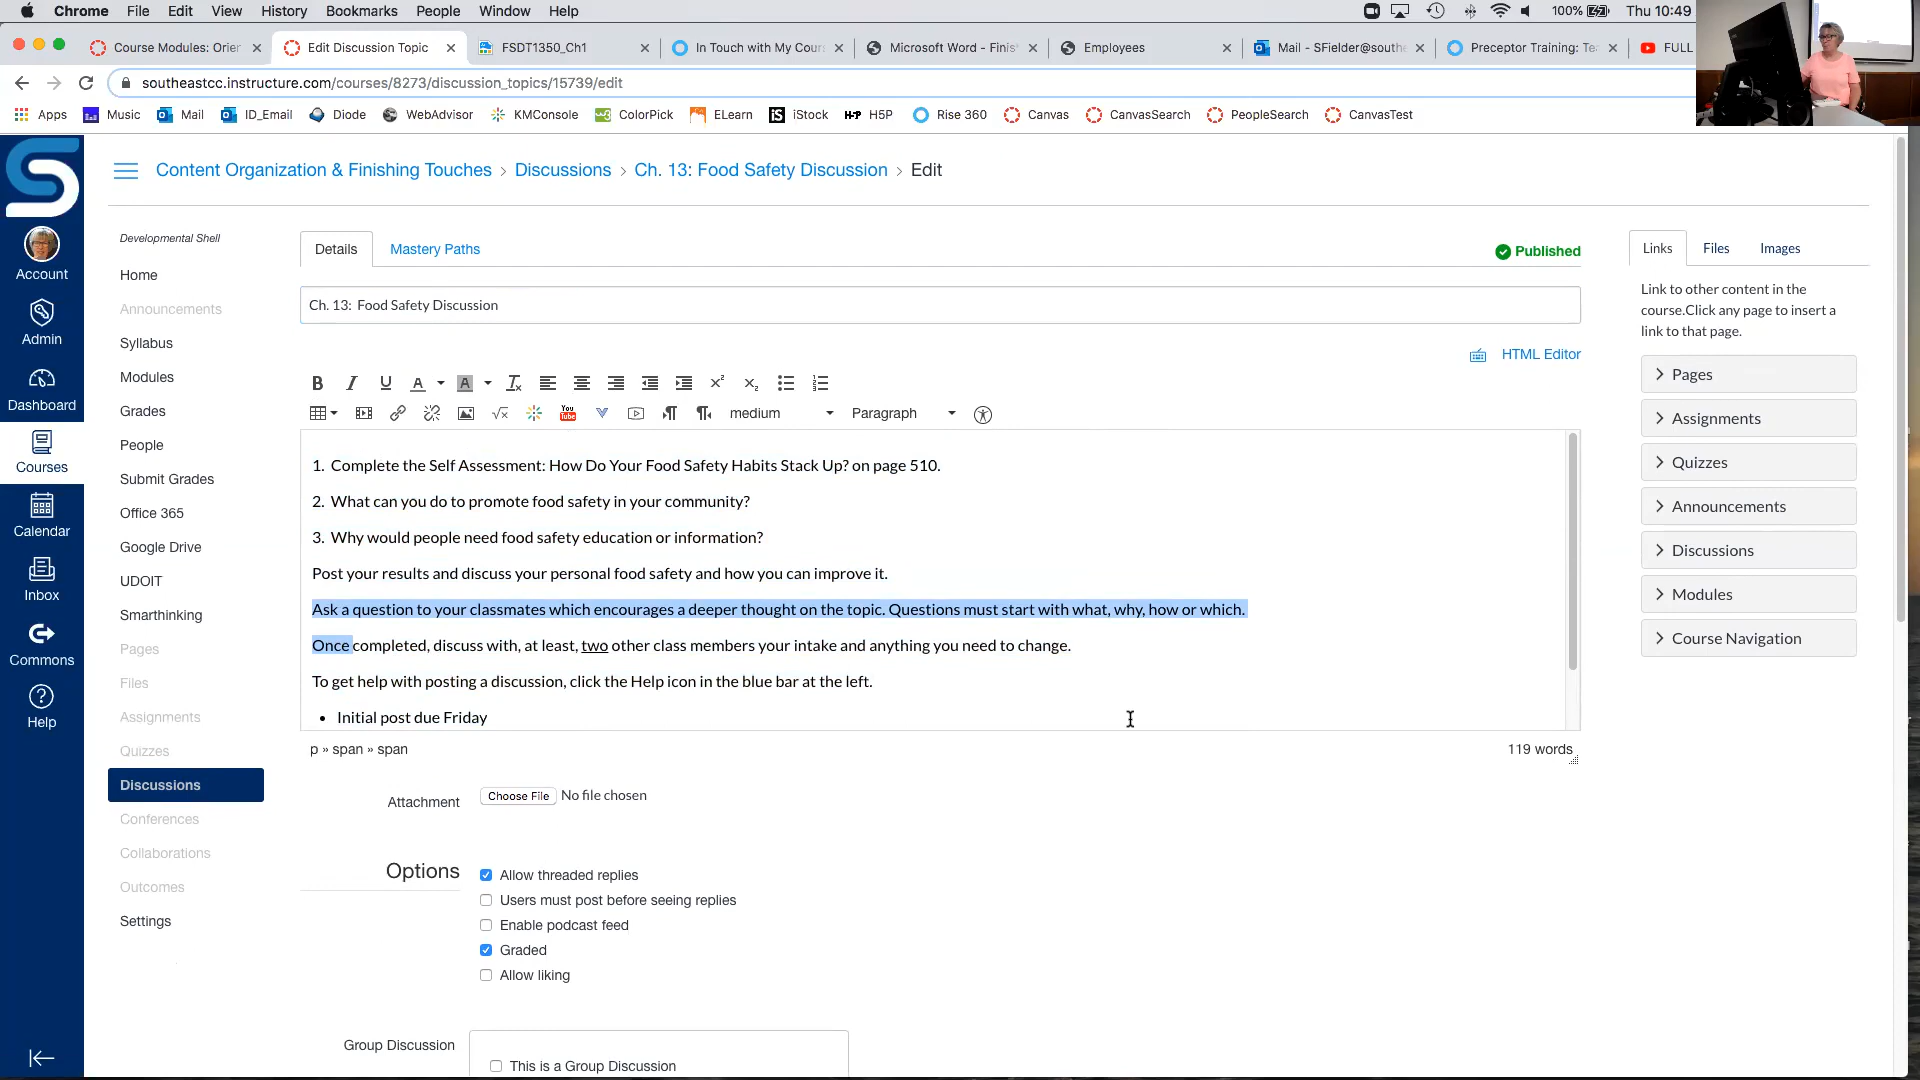 Chrome File Edit View History Bookmarks People Window Help 100% Thu 10:49
Course Modules: Orien Edit Discussion Topic FSDT1350_Ch1 In Touch with My Cour Microsoft Word - Finis Employees Mail - SFielder@southe Preceptor Training: Te FULL
southeastcc.instructure.com/courses/8273/discussion_topics/15739/edit
Apps Music Mail ID_Email Diode WebAdvisor KMConsole ColorPick ELearn iStock H5P Rise 360 Canvas CanvasSearch PeopleSearch CanvasTest
Content Organization & Finishing Touches > Discussions > Ch. 13: Food Safety Discussion > Edit
Account
Admin
Dashboard
Courses
Calendar
Inbox
Commons
Help
Developmental Shell
Home
Announcements
Syllabus
Modules
Grades
People
Submit Grades
Office 365
Google Drive
UDOIT
Smarthinking
Pages
Files
Assignments
Quizzes
Discussions
Conferences
Collaborations
Outcomes
Settings
Details Mastery Paths
Published
Ch. 13: Food Safety Discussion
HTML Editor
medium Paragraph
1. Complete the Self Assessment: How Do Your Food Safety Habits Stack Up? on page 510.
2. What can you do to promote food safety in your community?
3. Why would people need food safety education or information?
Post your results and discuss your personal food safety and how you can improve it.
Ask a question to your classmates which encourages a deeper thought on the topic. Questions must start with what, why, how or which.
Once completed, discuss with, at least, two other class members your intake and anything you need to change.
To get help with posting a discussion, click the Help icon in the blue bar at the left.
• Initial post due Friday
p » span » span
119 words
Attachment Choose File No file chosen
Options
Allow threaded replies
Users must post before seeing replies
Enable podcast feed
Graded
Allow liking
Group Discussion
This is a Group Discussion
Links Files Images
Link to other content in the
course.Click any page to insert a
link to that page.
Pages
Assignments
Quizzes
Announcements
Discussions
Modules
Course Navigation